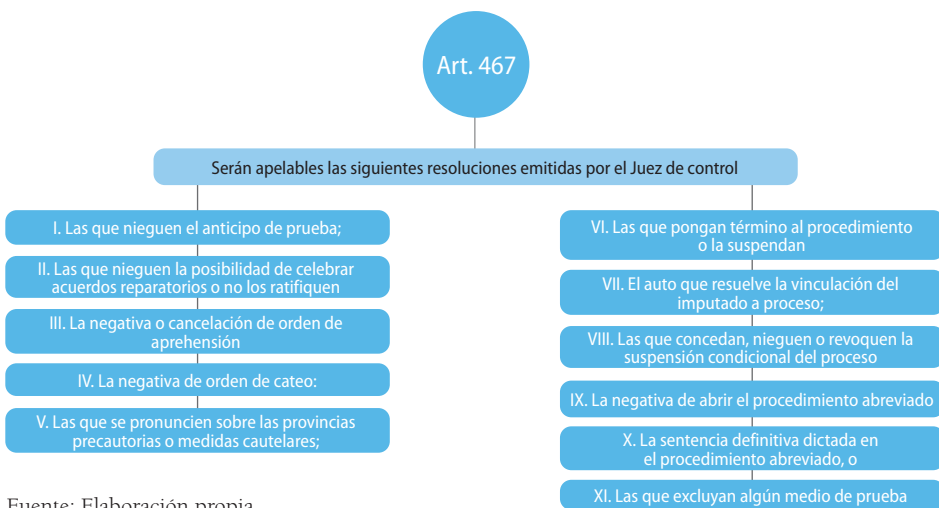 Art. 467
Serán apelables las siguientes resoluciones emitidas por el Juez de control
I. Las que nieguen el anticipo de prueba;
II. Las que nieguen la posibilidad de celebrar
acuerdos reparatorios o no los ratifiquen
III. La negativa o cancelación de orden de
aprehensión
IV. La negativa de orden de cateo:
V. Las que se pronuncien sobre las provincias
precautorias o medidas cautelares;
VI. Las que pongan término al procedimiento
o la suspendan
VII. El auto que resuelve la vinculación del
imputado a proceso;
VIII. Las que concedan, nieguen o revoquen la
suspensión condicional del proceso
IX. La negativa de abrir el procedimiento abreviado
X. La sentencia definitiva dictada en
el procedimiento abreviado, o
XI. Las que excluyan algún medio de prueba
Fuente: Elaboración propia